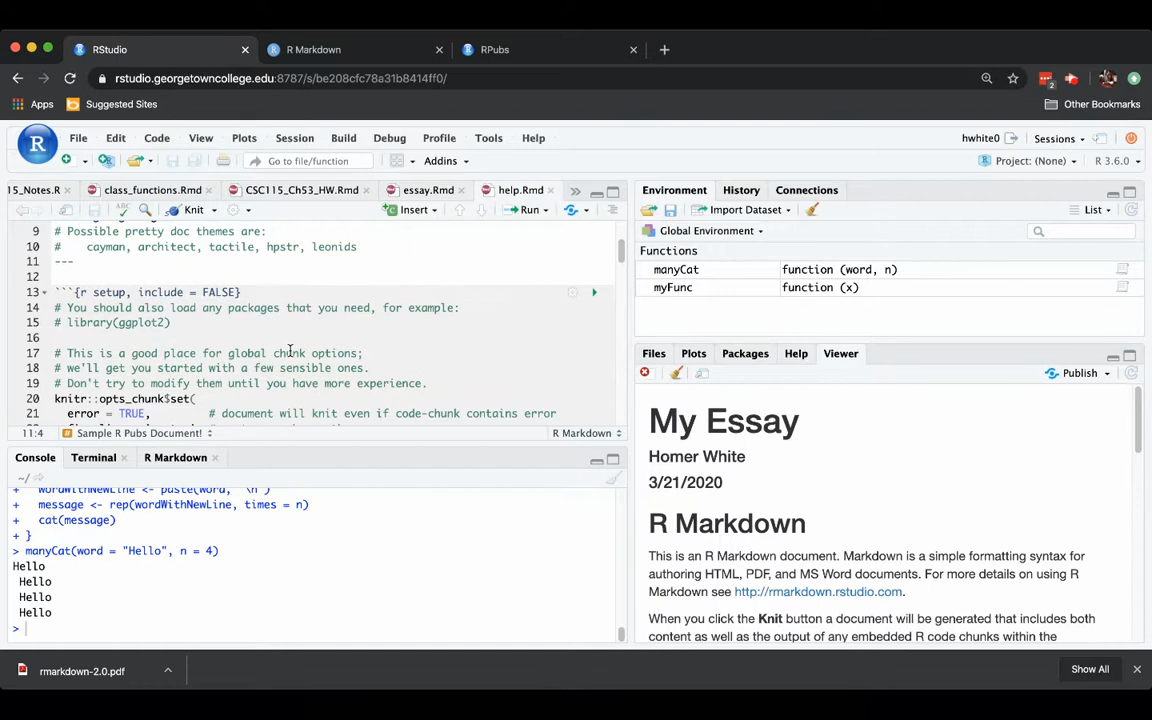 RStudio
R Markdown
RPubs
rstudio.georgetowncollege.edu:8787/s/be208cfc78a31b8414ff0/
2
Apps
Suggested Sites
Other Bookmarks
R
File Edit Code View Plots Session Build Debug Profile Tools Help
hwhite0 Sessions
Go to file/function
Addins
Project: (None) R 3.6.0
15_Notes.R class_functions.Rmd CSC115_Ch53_HW.Rmd essay.Rmd help.Rmd
Knit Insert Run
9 # Possible pretty doc themes are:
10 # cayman, architect, tactile, hpstr, leonids
11 ---
12
13 ```{r setup, include = FALSE}
14 # You should also load any packages that you need, for example:
15 # library(ggplot2)
16
17 # This is a good place for global chunk options;
18 # we'll get you started with a few sensible ones.
19 # Don't try to modify them until you have more experience.
20 knitr::opts_chunk$set(
21 error = TRUE, # document will knit even if code-chunk contains error
11:4 Sample R Pubs Document! R Markdown
Console Terminal R Markdown
~/
+ wordWithNewLine <- paste(word, "\n")
+ message <- rep(wordWithNewLine, times = n)
+ cat(message)
+ }
> manyCat(word = "Hello", n = 4)
Hello
Hello
Hello
Hello
>
Environment History Connections
Import Dataset List
Global Environment
Functions
manyCat function (word, n)
myFunc function (x)
Files Plots Packages Help Viewer
Publish
My Essay
Homer White
3/21/2020
R Markdown
This is an R Markdown document. Markdown is a simple formatting syntax for
authoring HTML, PDF, and MS Word documents. For more details on using R
Markdown see http://rmarkdown.rstudio.com.
When you click the Knit button a document will be generated that includes both
content as well as the output of any embedded R code chunks within the
rmarkdown-2.0.pdf
Show All